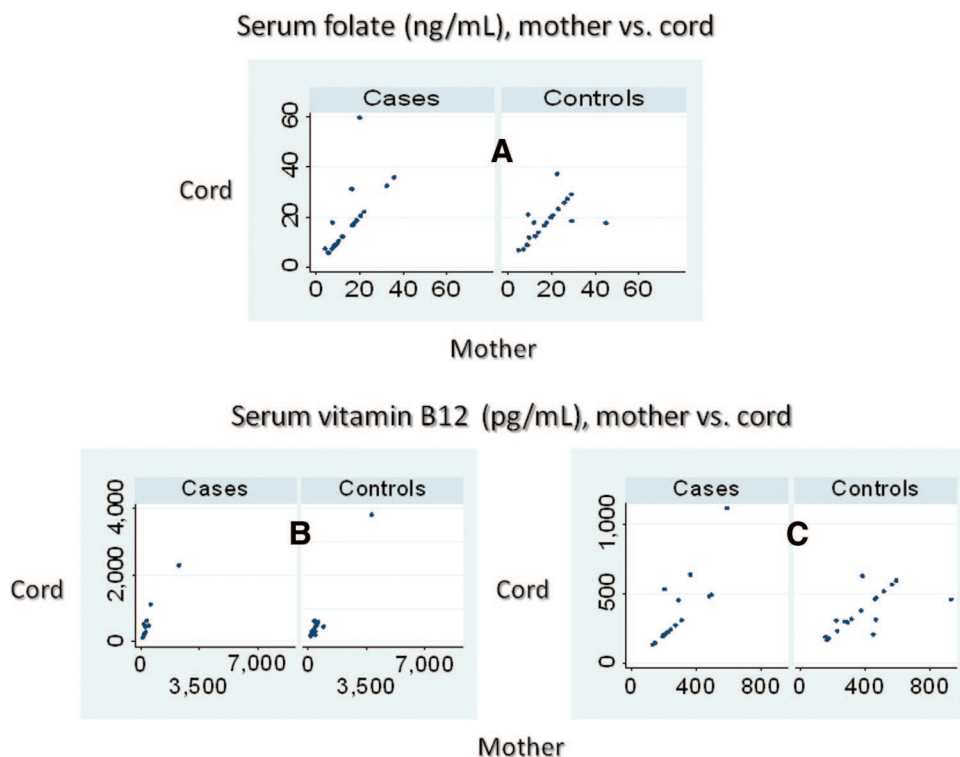 Serum folate (ng/mL), mother vs. cord
Cases Controls
A
60
40
Cord
20
0
0 20 40 60 0 20 40 60
Mother
Serum vitamin B12 (pg/mL), mother vs. cord
Cases Controls
4,000
B
2,000
Cord
0
0 7,000 0 7,000
3,500 3,500
Cases Controls
1,000
C
Cord
500
0
0 400 800 0 400 800
Mother